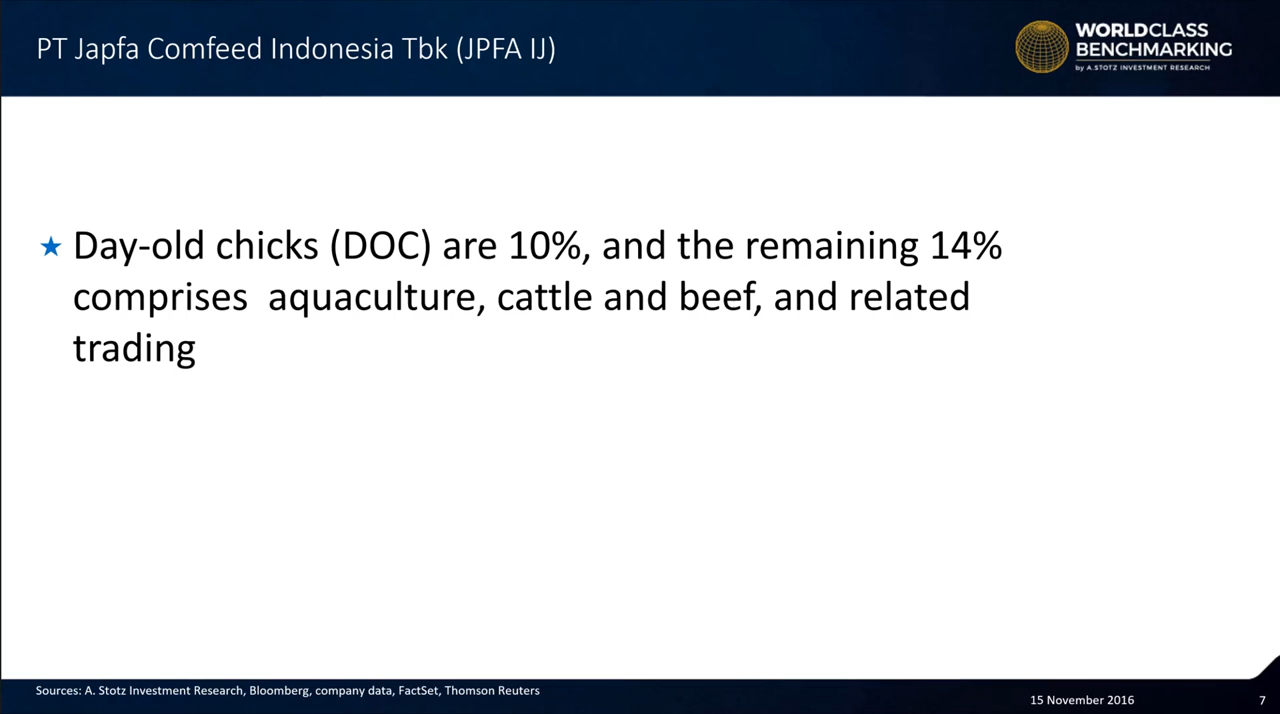 PT Japfa Comfeed Indonesia Tbk (JPFA IJ)
WORLDCLASS
BENCHMARKING
by A.STOTZ INVESTMENT RESEARCH
★ Day-old chicks (DOC) are 10%, and the remaining 14%
comprises  aquaculture, cattle and beef, and related
trading
Sources: A. Stotz Investment Research, Bloomberg, company data, FactSet, Thomson Reuters
15 November 2016
7